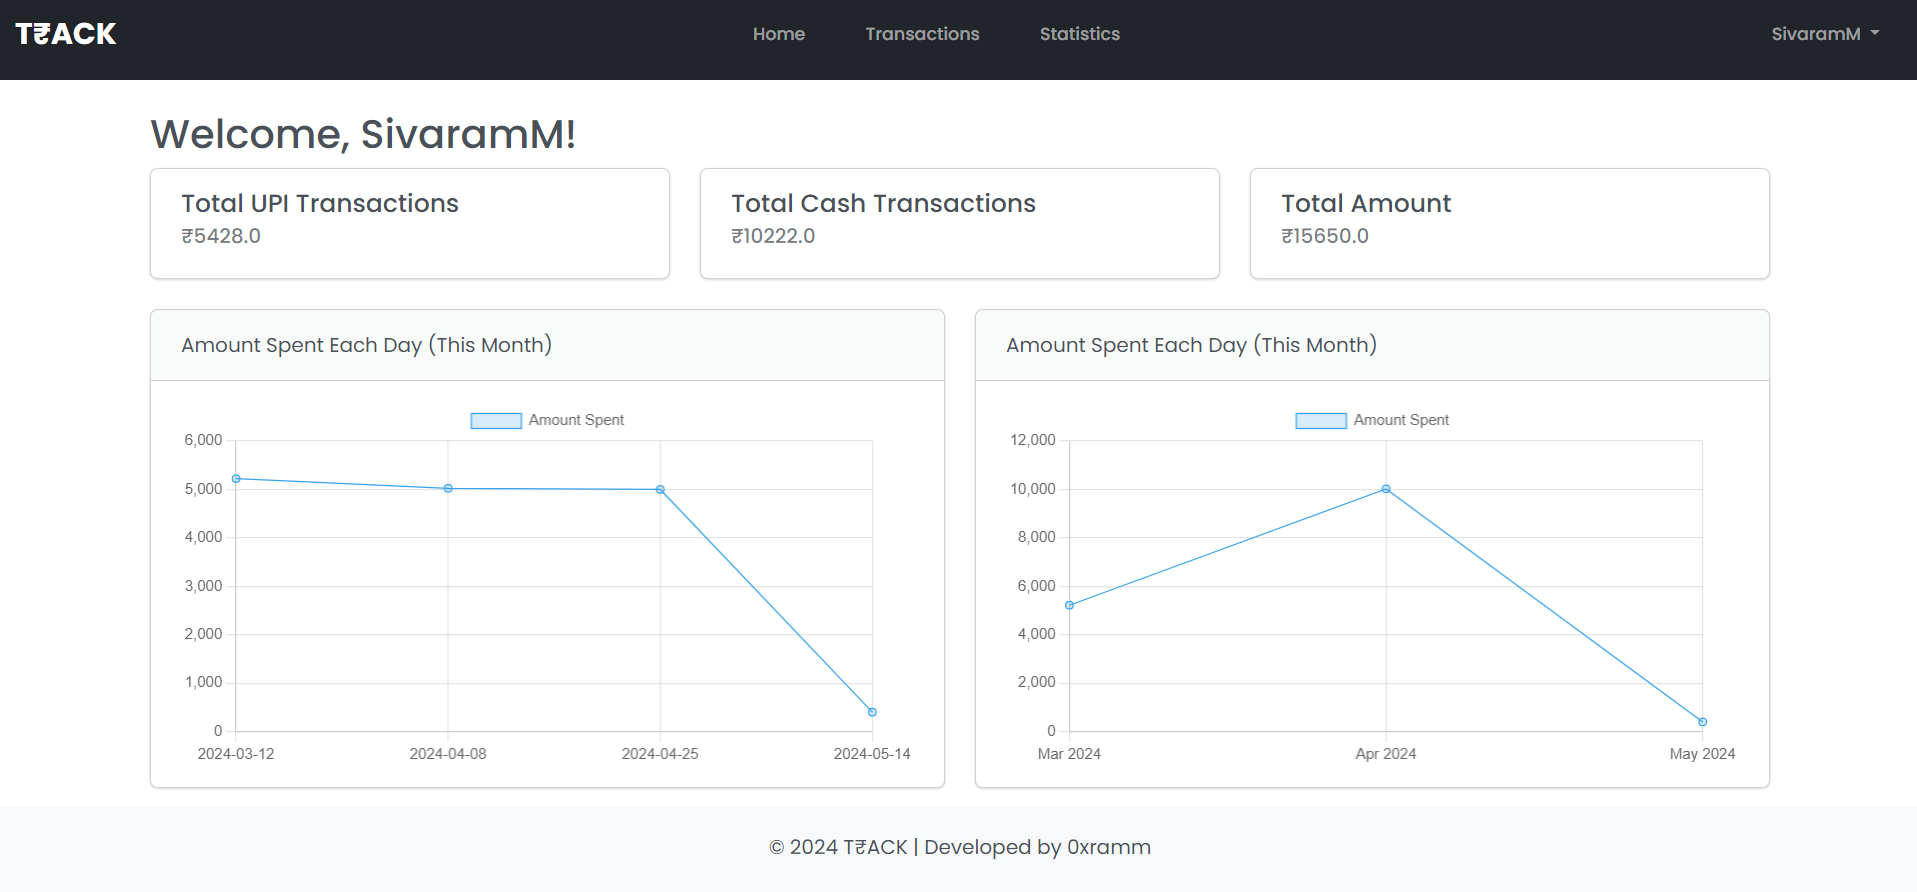 T₹ACK
Home Transactions Statistics
SivaramM
Welcome, SivaramM!
Total UPI Transactions
₹5428.0
Total Cash Transactions
₹10222.0
Total Amount
₹15650.0
Amount Spent Each Day (This Month)
Amount Spent
6,000
5,000
4,000
3,000
2,000
1,000
0
2024-03-12 2024-04-08 2024-04-25 2024-05-14
Amount Spent Each Day (This Month)
Amount Spent
12,000
10,000
8,000
6,000
4,000
2,000
0
Mar 2024 Apr 2024 May 2024
© 2024 T₹ACK | Developed by 0xramm